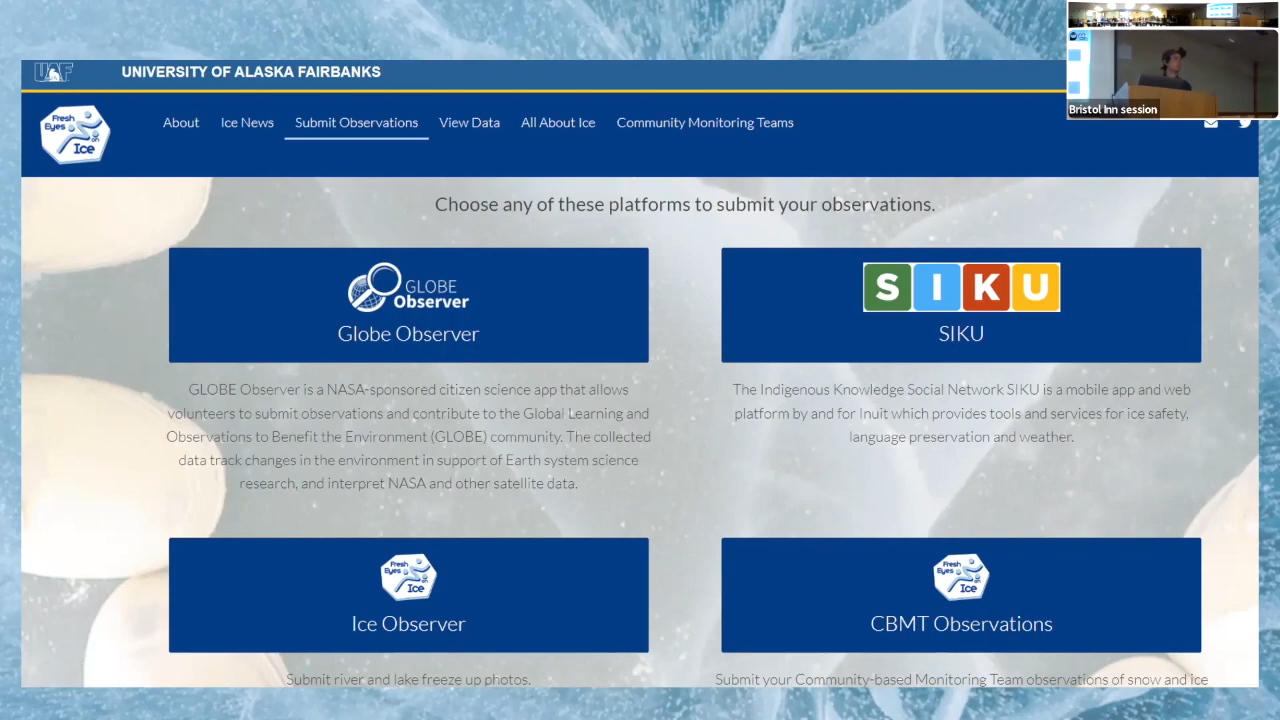 UAF
UNIVERSITY OF ALASKA FAIRBANKS
Bristol Inn session
Fresh
Eyes
on
Ice
About
Ice News
Submit Observations
View Data
All About Ice
Community Monitoring Teams
Choose any of these platforms to submit your observations.
GLOBE
Observer
Globe Observer
GLOBE Observer is a NASA-sponsored citizen science app that allows
volunteers to submit observations and contribute to the Global Learning and
Observations to Benefit the Environment (GLOBE) community. The collected
data track changes in the environment in support of Earth system science
research, and interpret NASA and other satellite data.
SIKU
SIKU
The Indigenous Knowledge Social Network SIKU is a mobile app and web
platform by and for Inuit which provides tools and services for ice safety,
language preservation and weather.
Fresh
Eyes
on
Ice
Ice Observer
Submit river and lake freeze up photos.
Fresh
Eyes
on
Ice
CBMT Observations
Submit your Community-based Monitoring Team observations of snow and ice